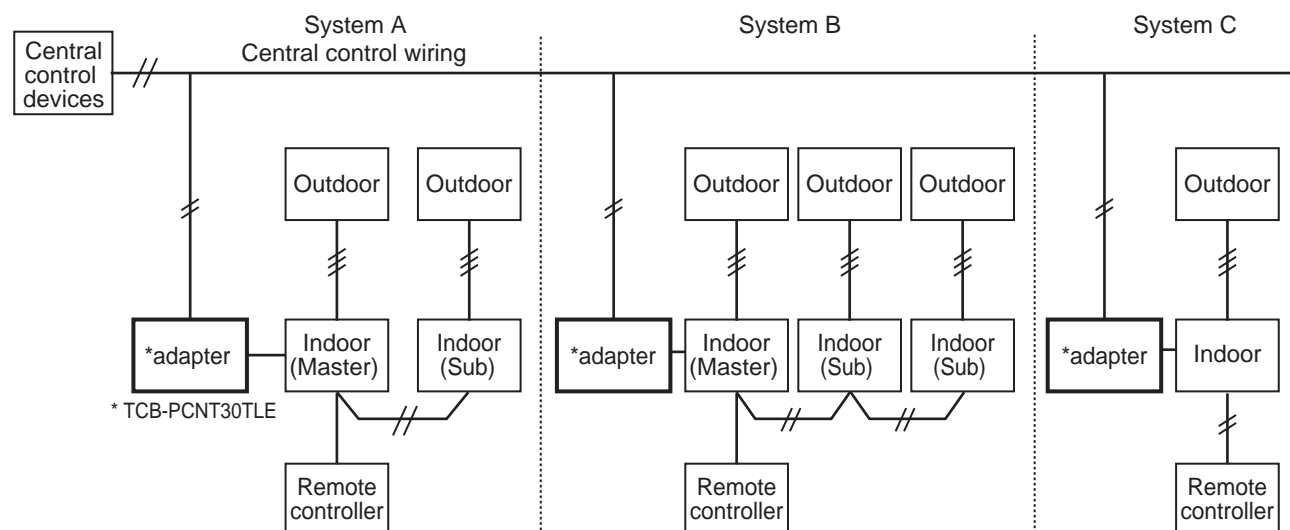 System A
System B
System C
Central control wiring
Central
control
devices
Outdoor
Outdoor
Outdoor
Outdoor
Outdoor
Outdoor
*adapter
Indoor
(Master)
Indoor
(Sub)
*adapter
Indoor
(Master)
Indoor
(Sub)
Indoor
(Sub)
*adapter
Indoor
* TCB-PCNT30TLE
Remote
controller
Remote
controller
Remote
controller